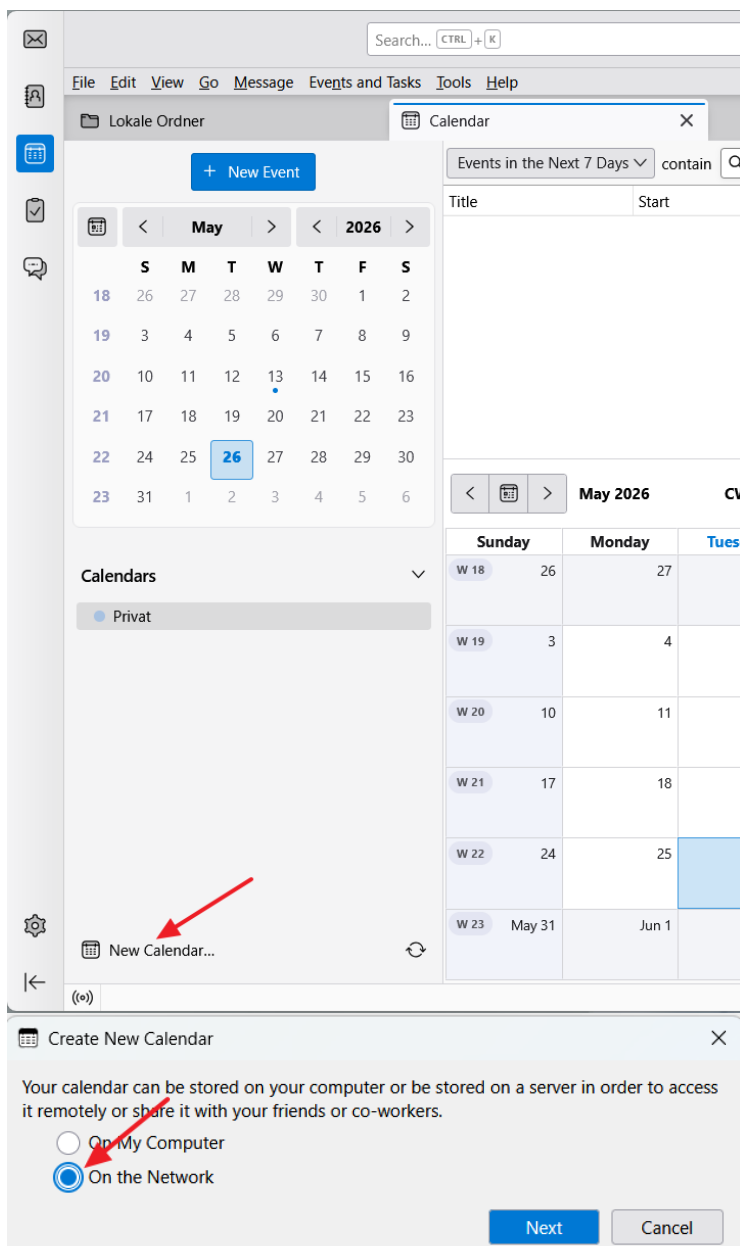 Search... CTRL + K
File Edit View Go Message Events and Tasks Tools Help
Lokale Ordner
Calendar
+ New Event
Events in the Next 7 Days contain
Title Start
May 2026
S M T W T F S
18 26 27 28 29 30 1 2
19 3 4 5 6 7 8 9
20 10 11 12 13 14 15 16
21 17 18 19 20 21 22 23
22 24 25 26 27 28 29 30
23 31 1 2 3 4 5 6
May 2026
Sunday Monday Tues
W 18 26 27
W 19 3 4
W 20 10 11
W 21 17 18
W 22 24 25
W 23 May 31 Jun 1
Calendars
Privat
New Calendar...
Create New Calendar
Your calendar can be stored on your computer or be stored on a server in order to access
it remotely or share it with your friends or co-workers.
On My Computer
On the Network
Next Cancel